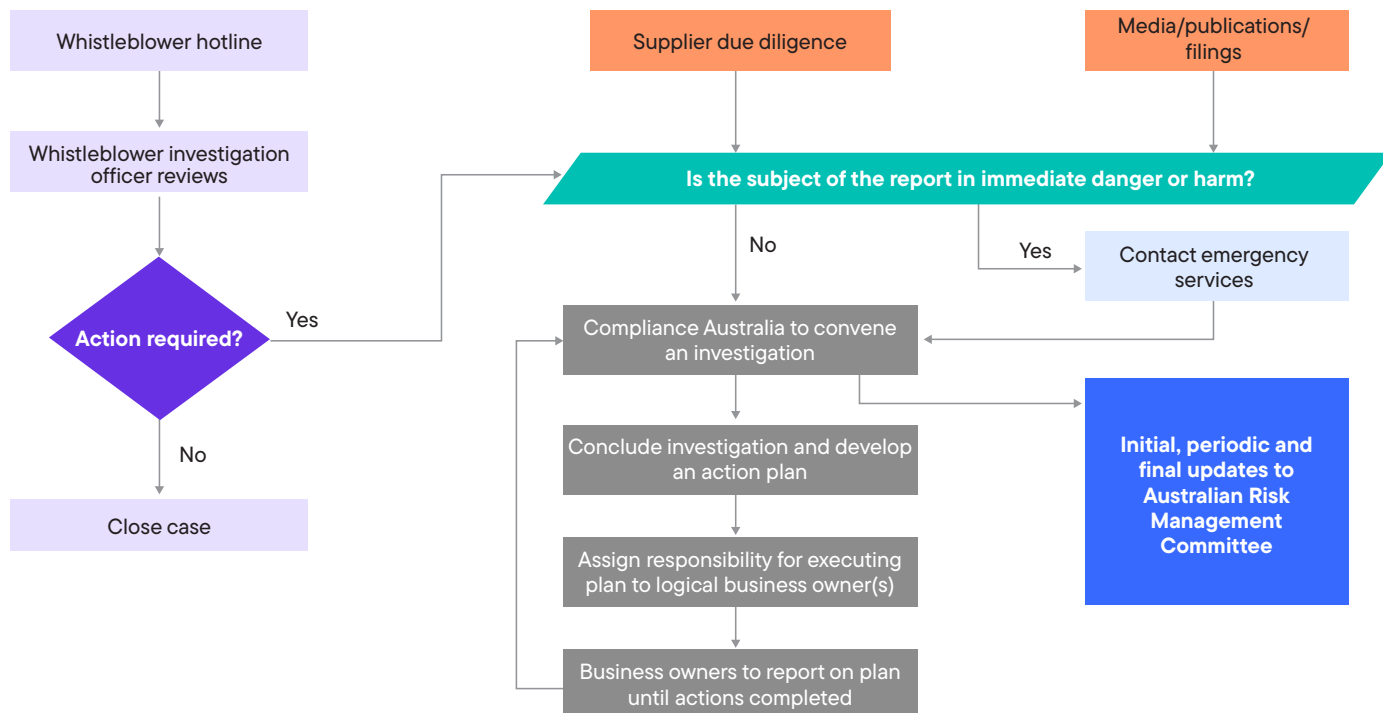 Whistleblower hotline
Supplier due diligence
Media/publications/
filings
Whistleblower investigation
officer reviews
Is the subject of the report in immediate danger or harm?
No
Yes
Contact emergency
services
Action required?
Yes
Compliance Australia to convene
an investigation
No
Close case
Conclude investigation and develop
an action plan
Initial, periodic and
final updates to
Australian Risk
Management
Committee
Assign responsibility for executing
plan to logical business owner(s)
Business owners to report on plan
until actions completed